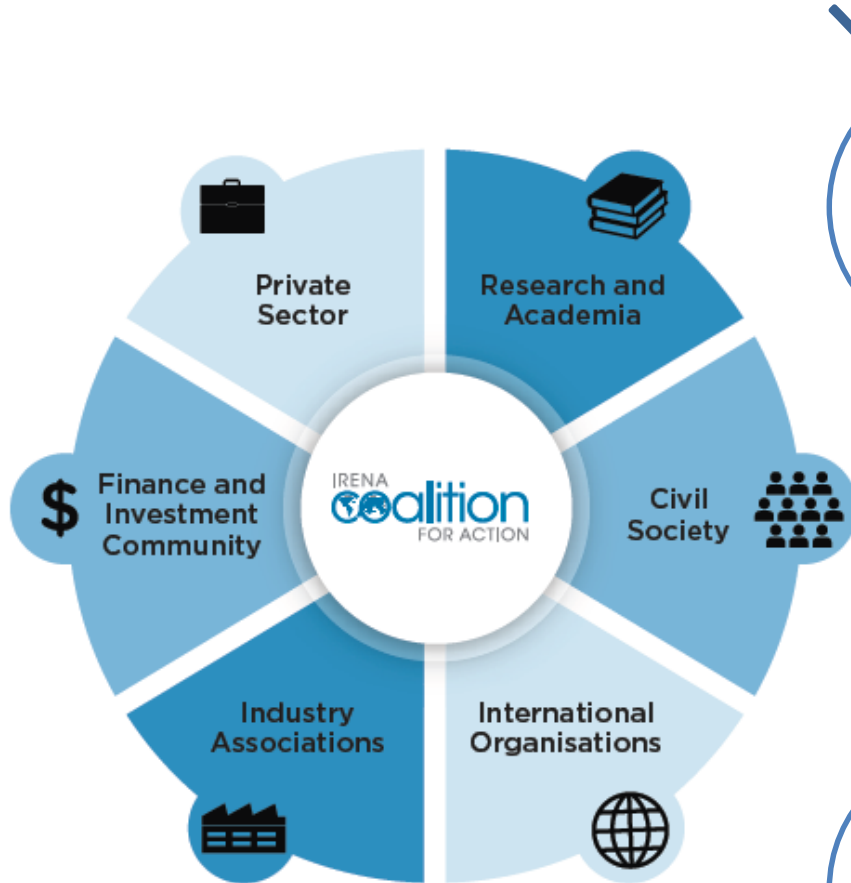 Private
Sector
Research and
Academia
Finance and
Investment
Community
IRENA
coalition
FOR ACTION
Civil
Society
Industry
Associations
International
Organisations
$